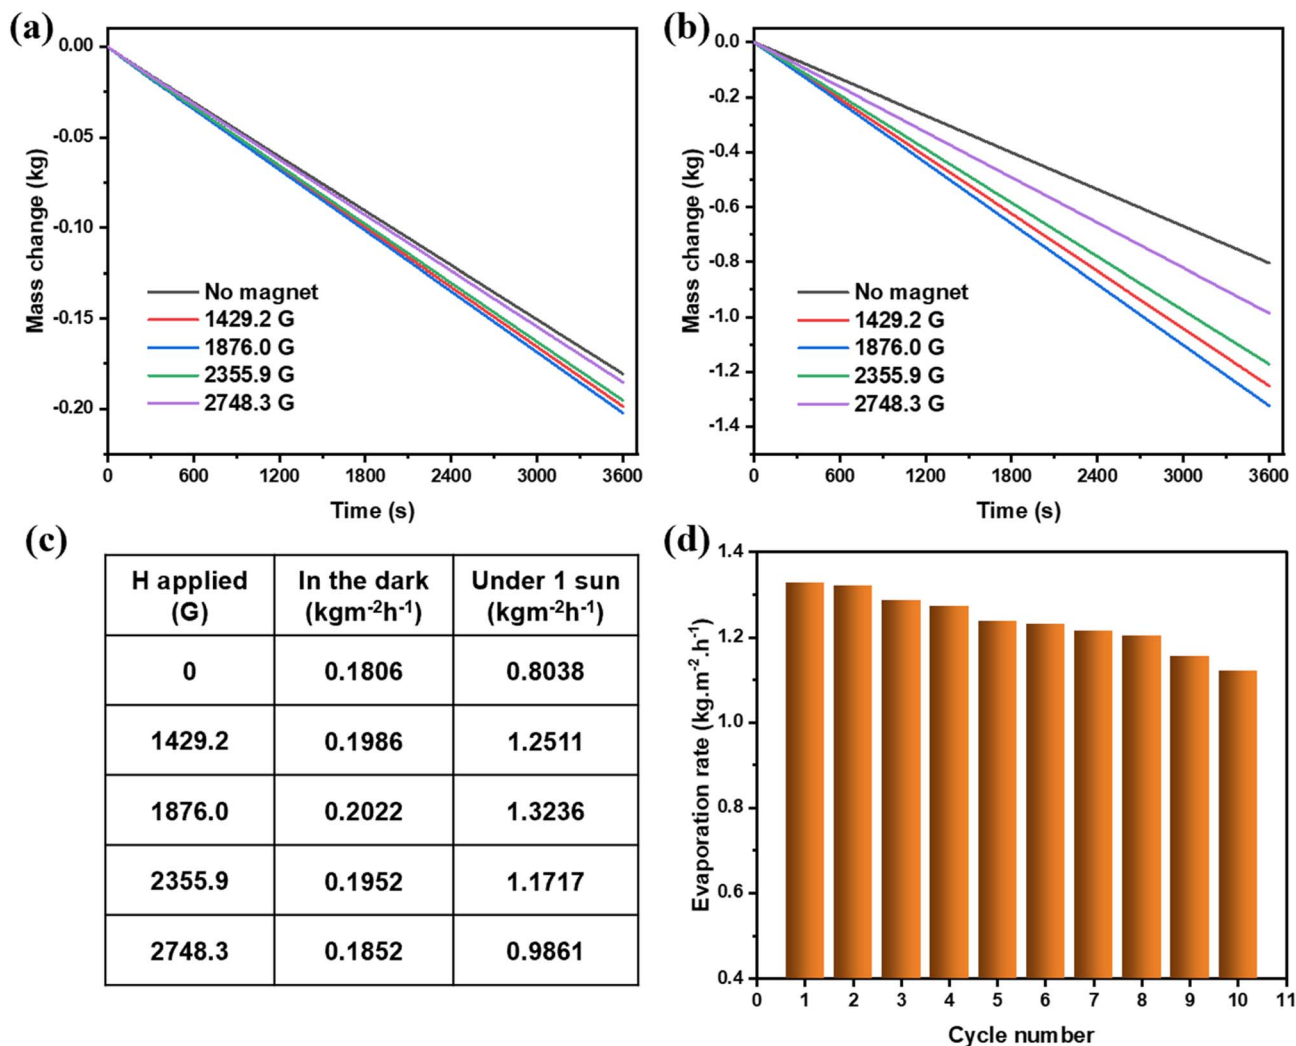 (a)
0.00
-0.05
-0.10
-0.15
-0.20
Mass change (kg)
No magnet
1429.2 G
1876.0 G
2355.9 G
2748.3 G
0 600 1200 1800 2400 3000 3600
Time (s)
(b)
0.0
-0.2
-0.4
-0.6
-0.8
-1.0
-1.2
-1.4
Mass change (kg)
No magnet
1429.2 G
1876.0 G
2355.9 G
2748.3 G
0 600 1200 1800 2400 3000 3600
Time (s)
(c)
H applied (G) In the dark (kgm⁻²h⁻¹) Under 1 sun (kgm⁻²h⁻¹)
0 0.1806 0.8038
1429.2 0.1986 1.2511
1876.0 0.2022 1.3236
2355.9 0.1952 1.1717
2748.3 0.1852 0.9861
(d)
1.4
1.2
1.0
0.8
0.6
0.4
Evaporation rate (kg.m⁻².h⁻¹)
0 1 2 3 4 5 6 7 8 9 10 11
Cycle number